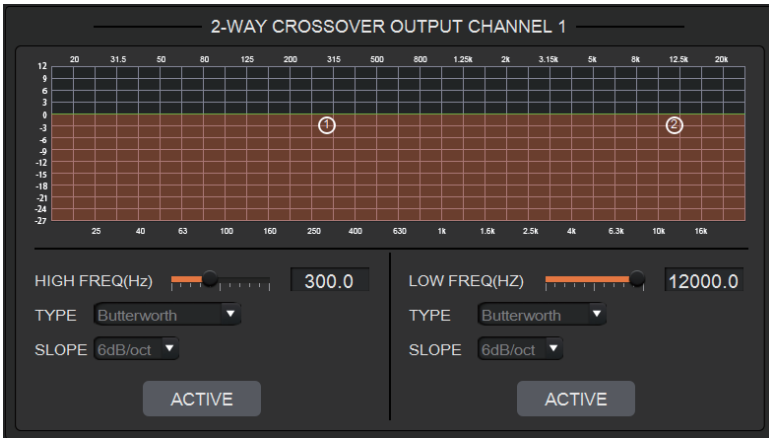 2-WAY CROSSOVER OUTPUT CHANNEL 1
20 31.5 50 80 125 200 315 500 800 1.25k 2k 3.15k 5k 8k 12.5k 20k
12
9
6
3
0
-3
-6
-9
-12
-15
-18
-21
-24
-27
1 2
25 40 63 100 160 250 400 630 1k 1.6k 2.5k 4k 6.3k 10k 16k
HIGH FREQ(Hz) 300.0
TYPE Butterworth
SLOPE 6dB/oct
ACTIVE
LOW FREQ(HZ) 12000.0
TYPE Butterworth
SLOPE 6dB/oct
ACTIVE